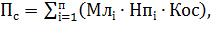 Пс = ∑ⁿᵢ₌₁(Млᵢ · Нпᵢ · Кос),